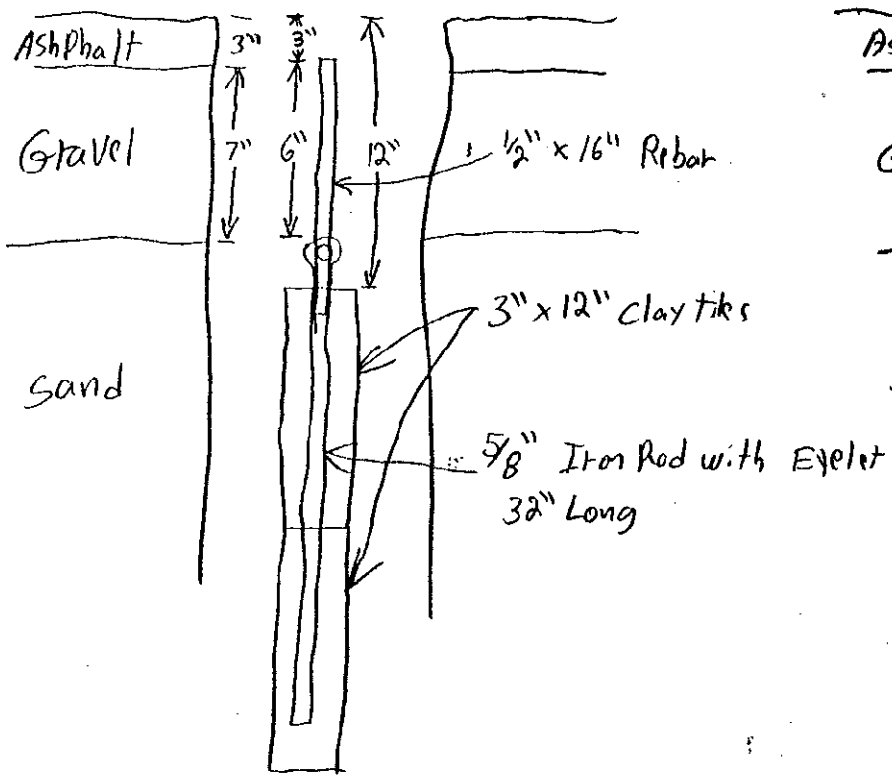 AshPhalt
3"
3"
As
Gravel
7"
6"
12"
1/2" x 16" Rebar
G
3" x 12" Clay tiles
Sand
5/8" Iron Rod with Eyelet
32" Long